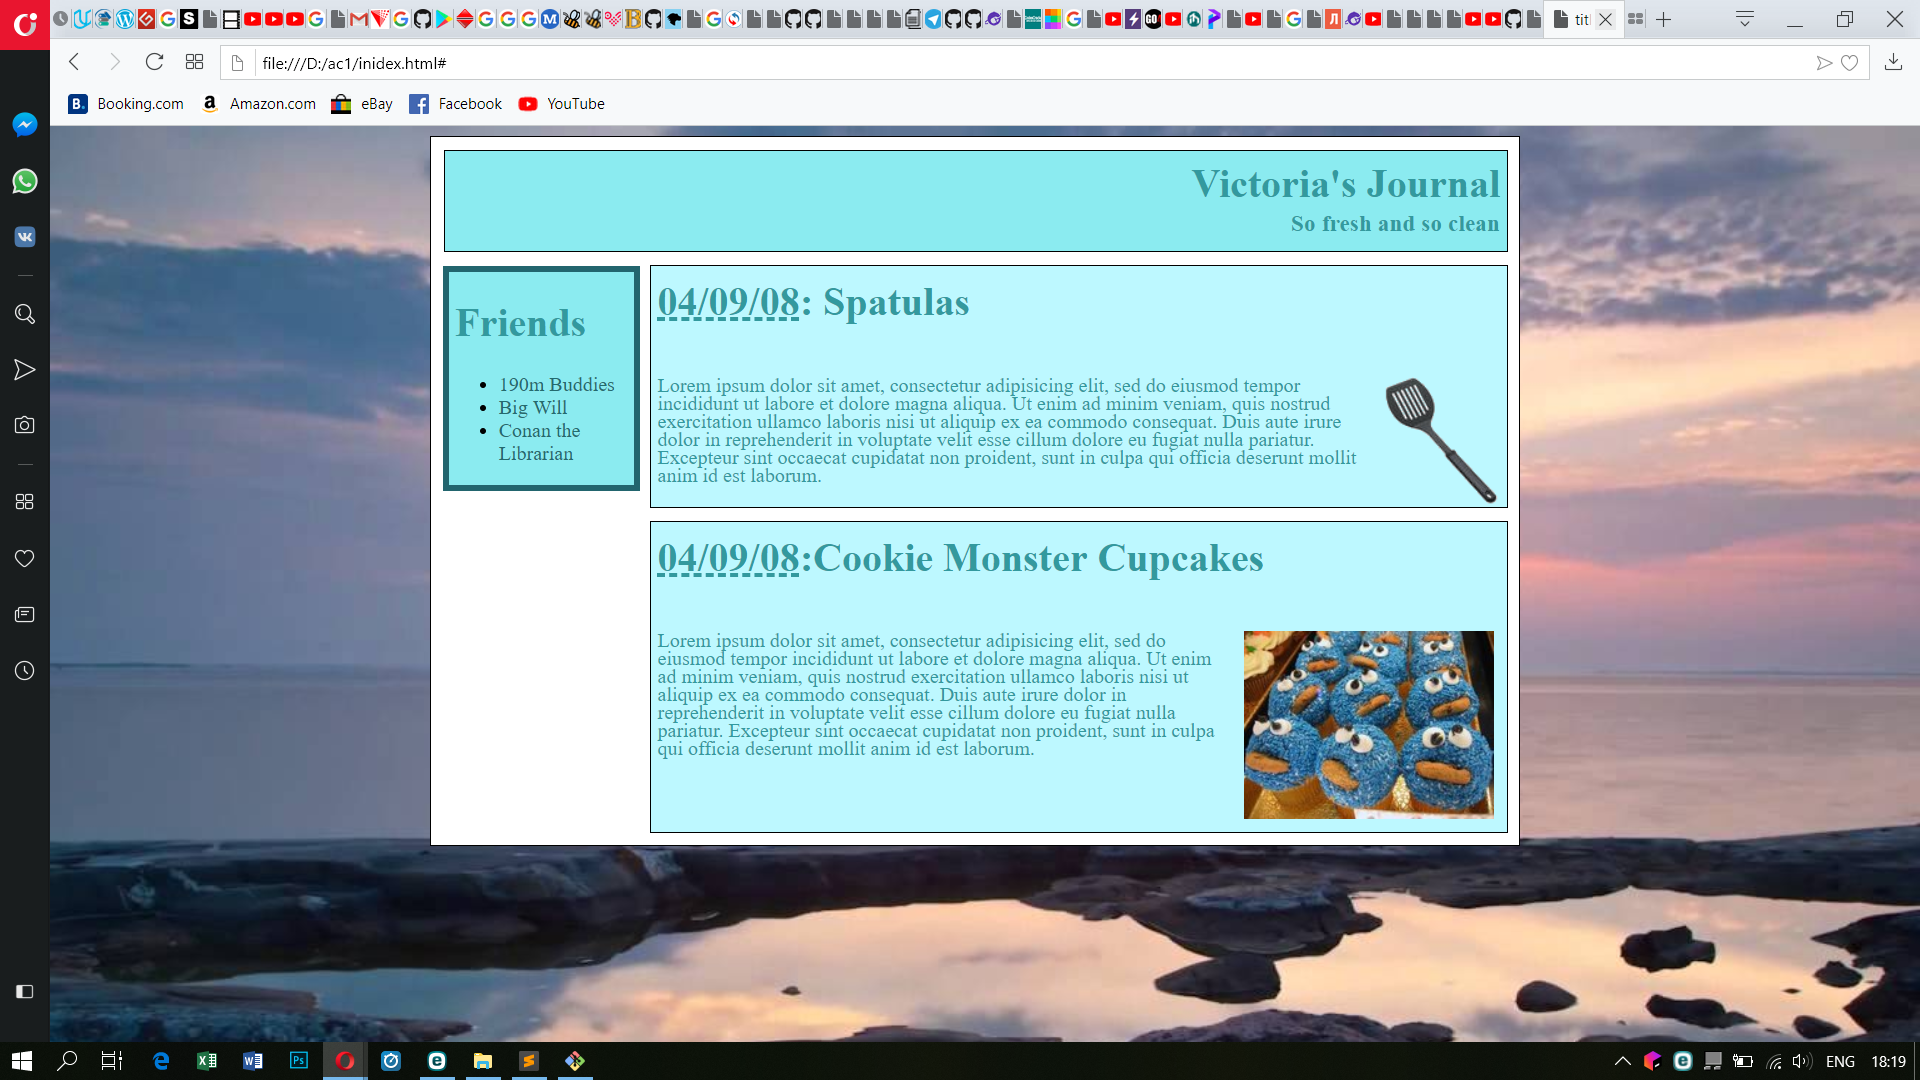 tit
file:///D:/ac1/inidex.html#
Booking.com Amazon.com eBay Facebook YouTube
Victoria's Journal
So fresh and so clean
Friends
190m Buddies
Big Will
Conan the
Librarian
04/09/08: Spatulas
Lorem ipsum dolor sit amet, consectetur adipisicing elit, sed do eiusmod tempor
incididunt ut labore et dolore magna aliqua. Ut enim ad minim veniam, quis nostrud
exercitation ullamco laboris nisi ut aliquip ex ea commodo consequat. Duis aute irure
dolor in reprehenderit in voluptate velit esse cillum dolore eu fugiat nulla pariatur.
Excepteur sint occaecat cupidatat non proident, sunt in culpa qui officia deserunt mollit
anim id est laborum.
04/09/08:Cookie Monster Cupcakes
Lorem ipsum dolor sit amet, consectetur adipisicing elit, sed do
eiusmod tempor incididunt ut labore et dolore magna aliqua. Ut enim
ad minim veniam, quis nostrud exercitation ullamco laboris nisi ut
aliquip ex ea commodo consequat. Duis aute irure dolor in
reprehenderit in voluptate velit esse cillum dolore eu fugiat nulla
pariatur. Excepteur sint occaecat cupidatat non proident, sunt in culpa
qui officia deserunt mollit anim id est laborum.
ENG 18:19